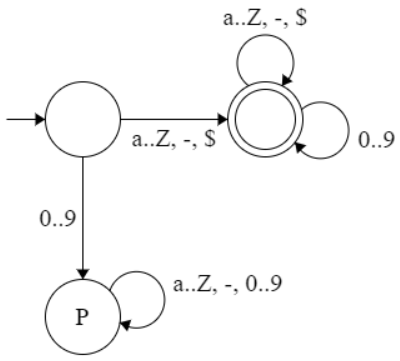 a..Z, -, $
a..Z, -, $
0..9
0..9
a..Z, -, 0..9
P